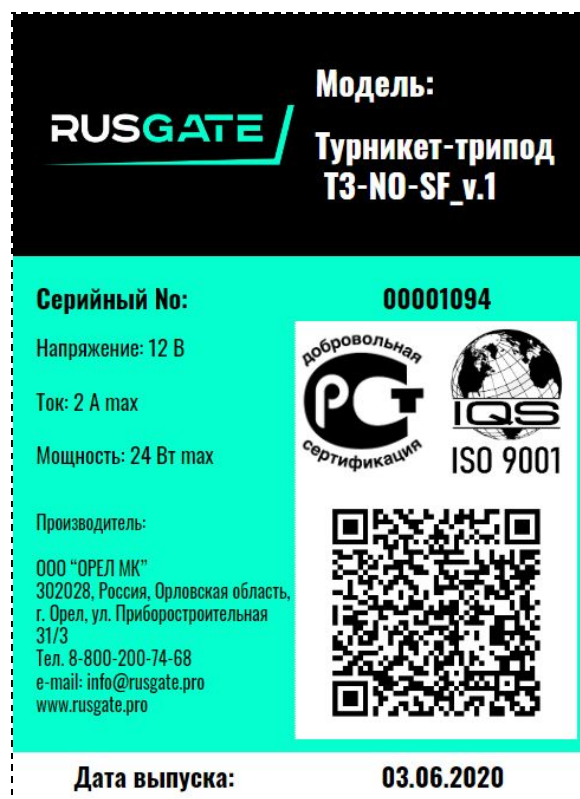 RUSGATE
Модель:
Турникет-трипод
T3-NO-SF_v.1
Серийный No:
00001094
Напряжение: 12 В
Ток: 2 А max
Мощность: 24 Вт max
добровольная
РСТ
сертификация
IQS
ISO 9001
Производитель:
ООО “ОРЕЛ МК”
302028, Россия, Орловская область,
г. Орел, ул. Приборостроительная
31/3
Тел. 8-800-200-74-68
e-mail: info@rusgate.pro
www.rusgate.pro
Дата выпуска:
03.06.2020